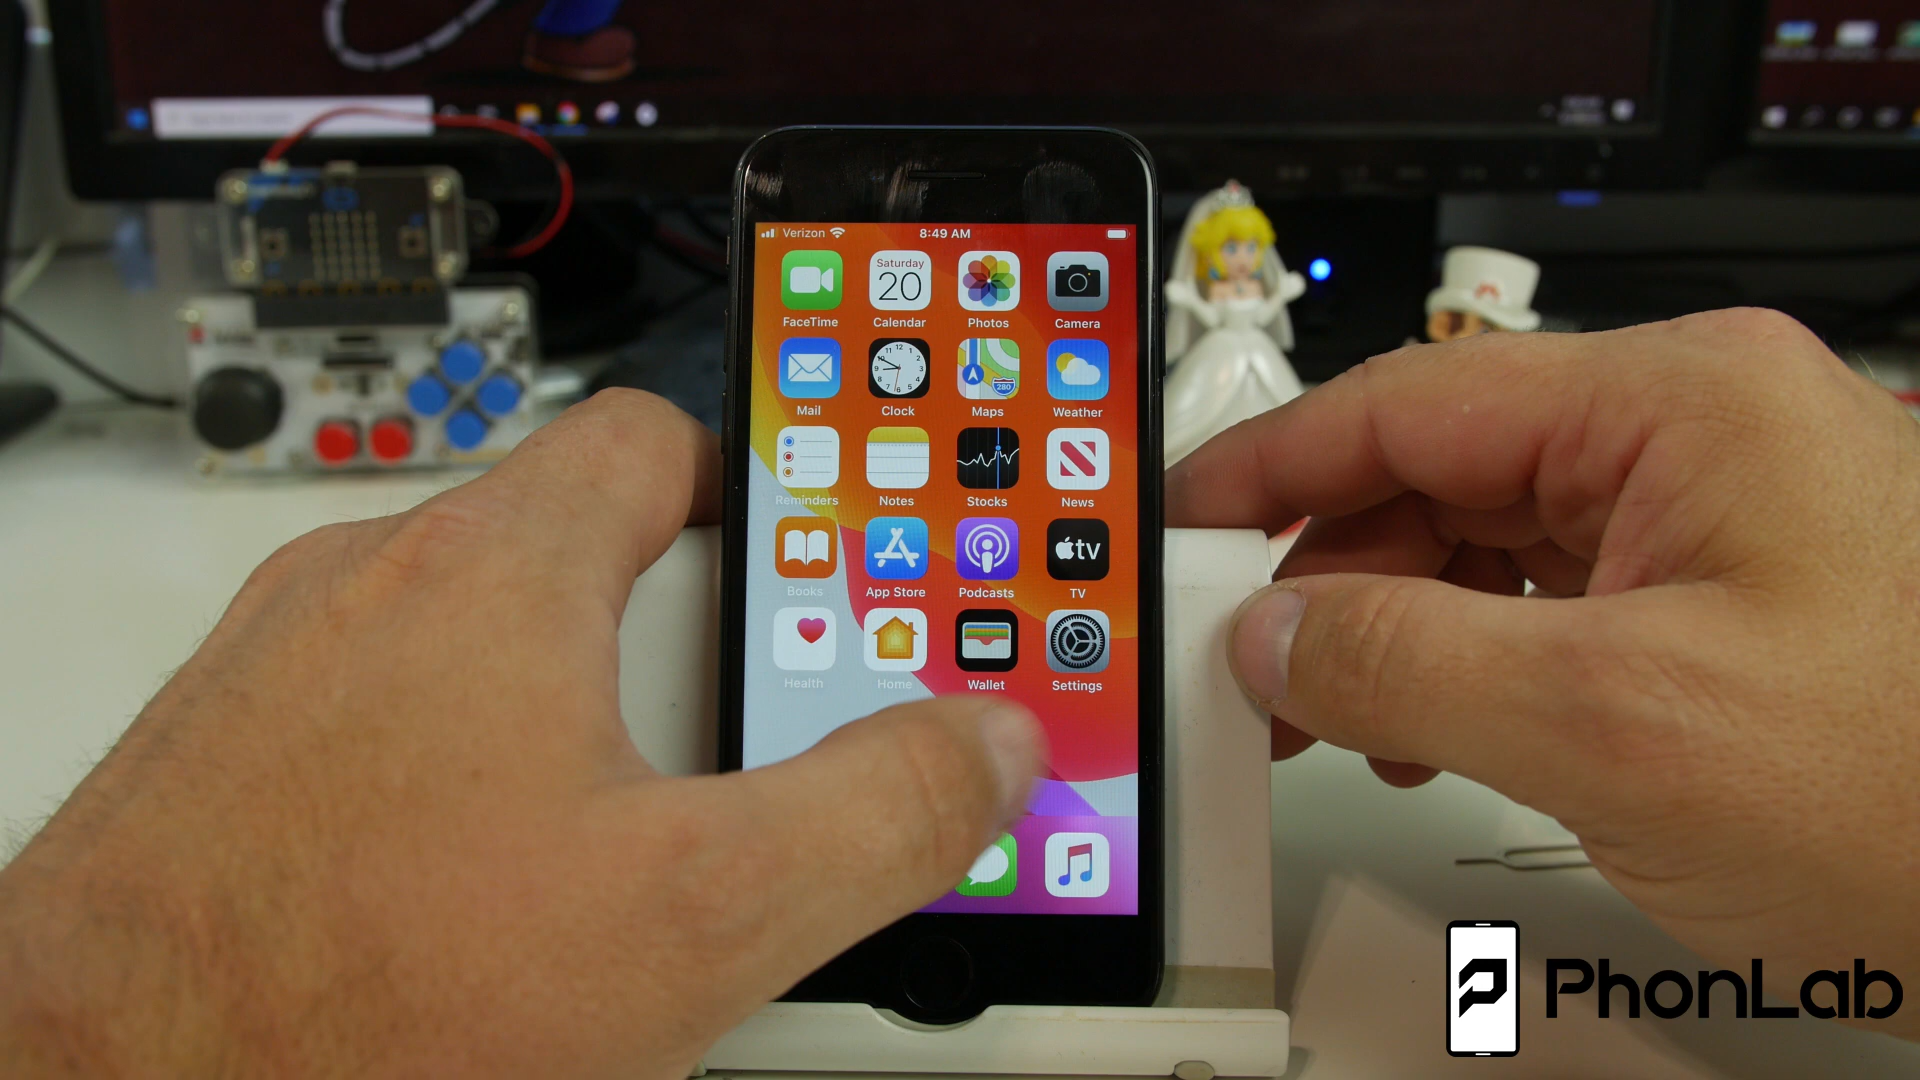 Verizon 8:49 AM
Saturday
20
FaceTime Calendar Photos Camera
280
Mail Clock Maps Weather
Reminders Notes Stocks News
tv
Books App Store Podcasts TV
Health Home Wallet Settings
PhonLab